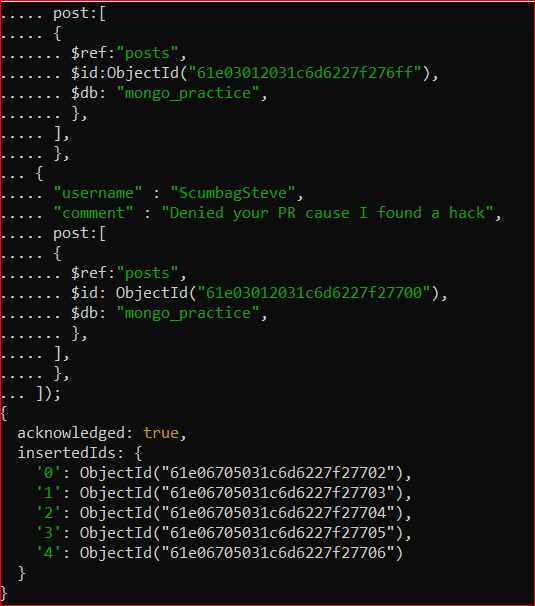 ..... post:[
..... {
....... $ref:"posts",
....... $id:ObjectId("61e03012031c6d6227f276ff"),
....... $db: "mongo_practice",
....... },
..... ],
..... },
... {
..... "username" : "ScumbagSteve",
..... "comment" : "Denied your PR cause I found a hack",
..... post:[
..... {
....... $ref:"posts",
....... $id: ObjectId("61e03012031c6d6227f27700"),
....... $db: "mongo_practice",
....... },
..... ],
..... },
... ]);
{
  acknowledged: true,
  insertedIds: {
    '0': ObjectId("61e06705031c6d6227f27702"),
    '1': ObjectId("61e06705031c6d6227f27703"),
    '2': ObjectId("61e06705031c6d6227f27704"),
    '3': ObjectId("61e06705031c6d6227f27705"),
    '4': ObjectId("61e06705031c6d6227f27706")
  }
}